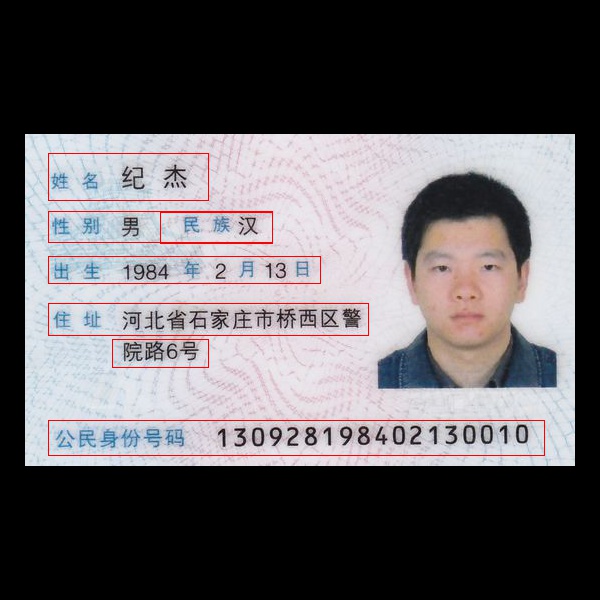 姓名 纪杰
性别 男 民族 汉
出生 1984 年 2 月 13 日
住址 河北省石家庄市桥西区警
院路6号
公民身份号码 130928198402130010